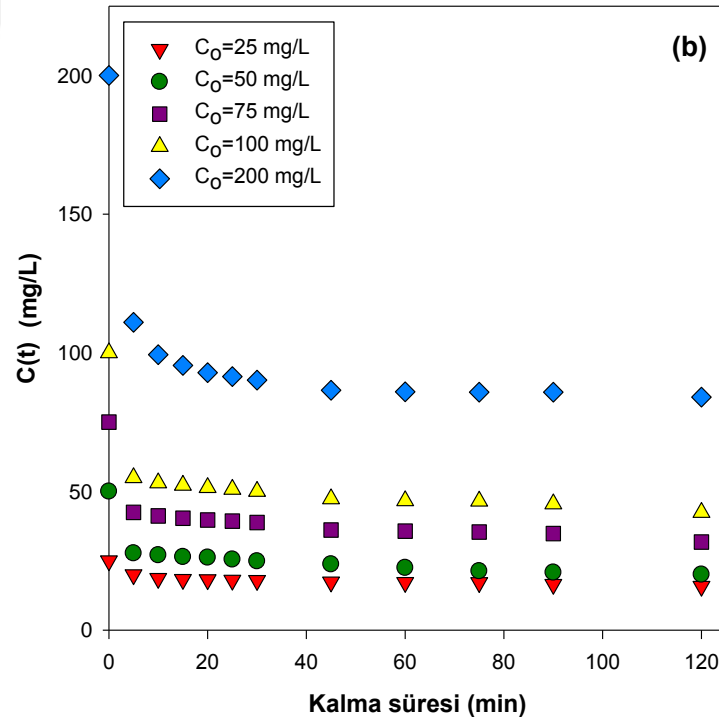 (b)
C₀=25 mg/L
C₀=50 mg/L
C₀=75 mg/L
C₀=100 mg/L
C₀=200 mg/L
C(t) (mg/L)
200
150
100
50
0
0 20 40 60 80 100 120
Kalma süresi (min)